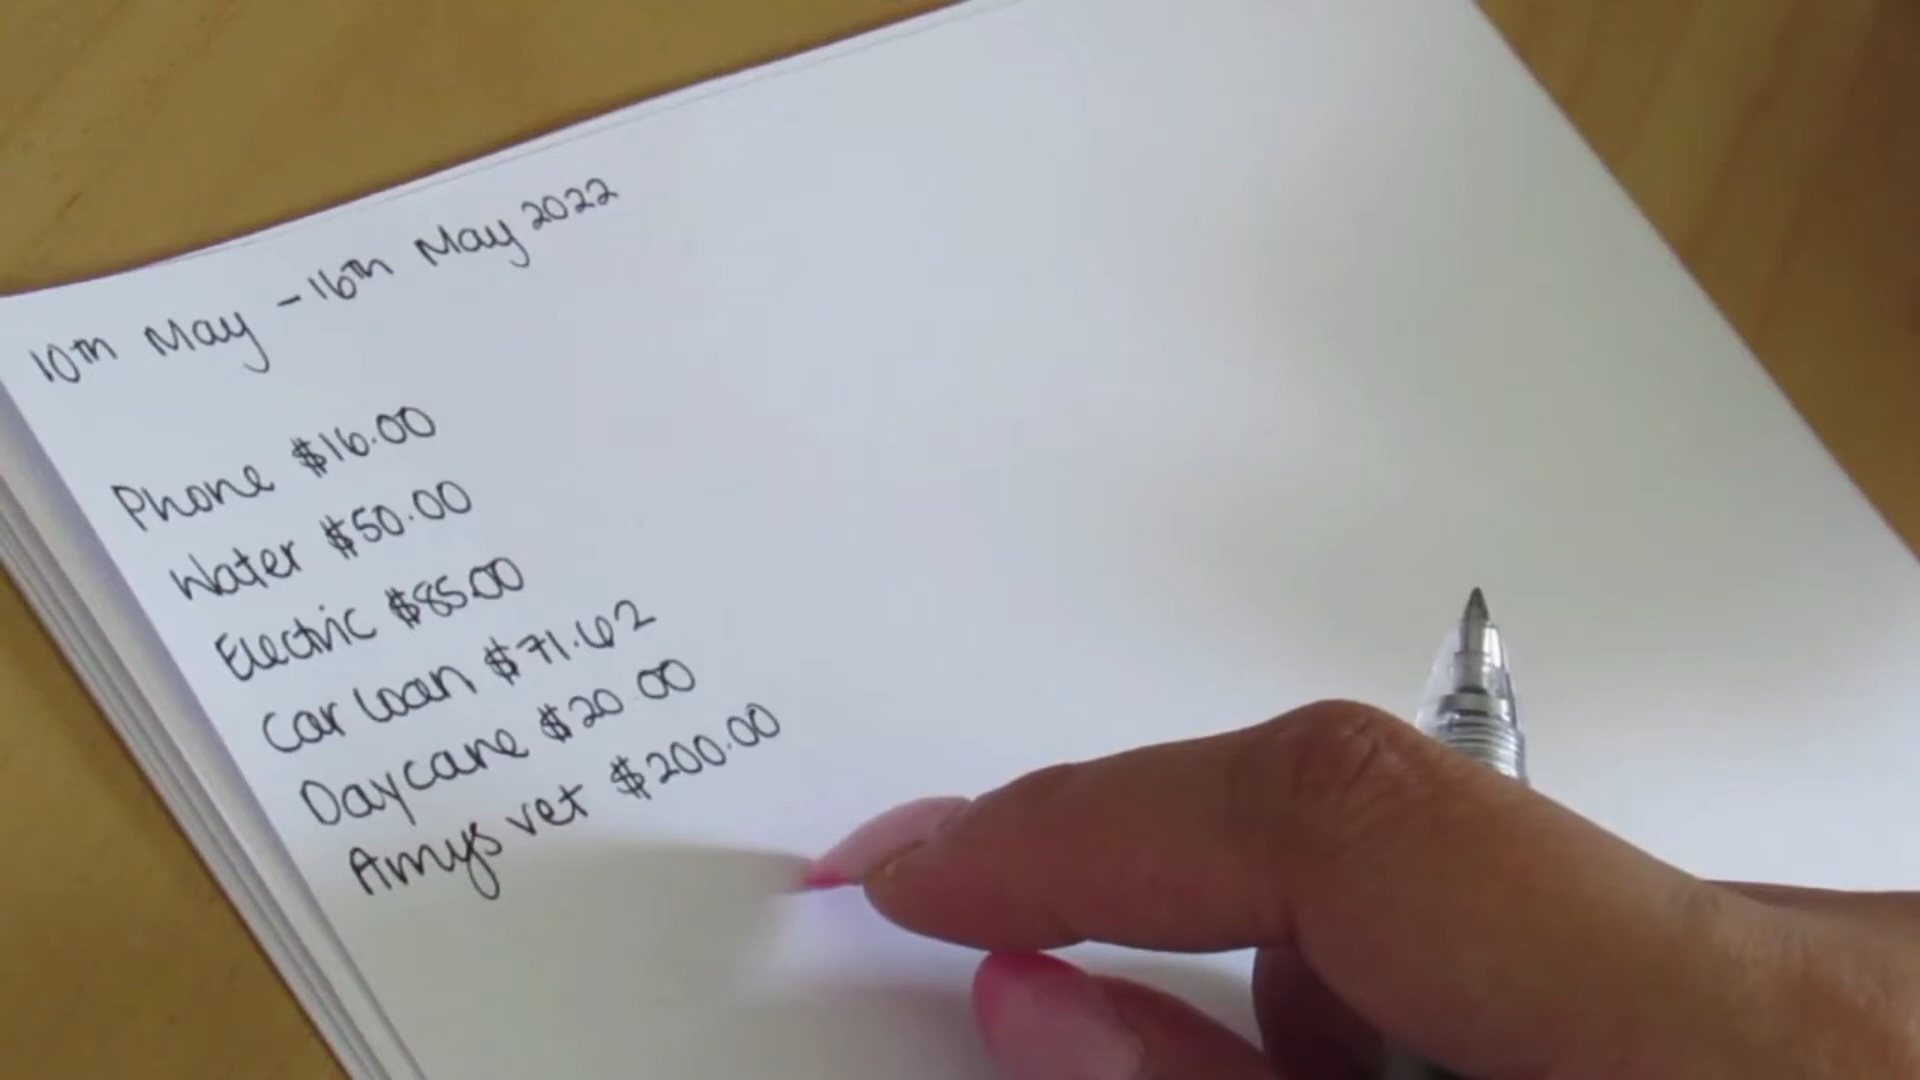 10th May - 16th May 2022
Phone $16.00
Water $50.00
Electric $85.00
Car loan $71.62
Daycare $20.00
Amys vet $200.00